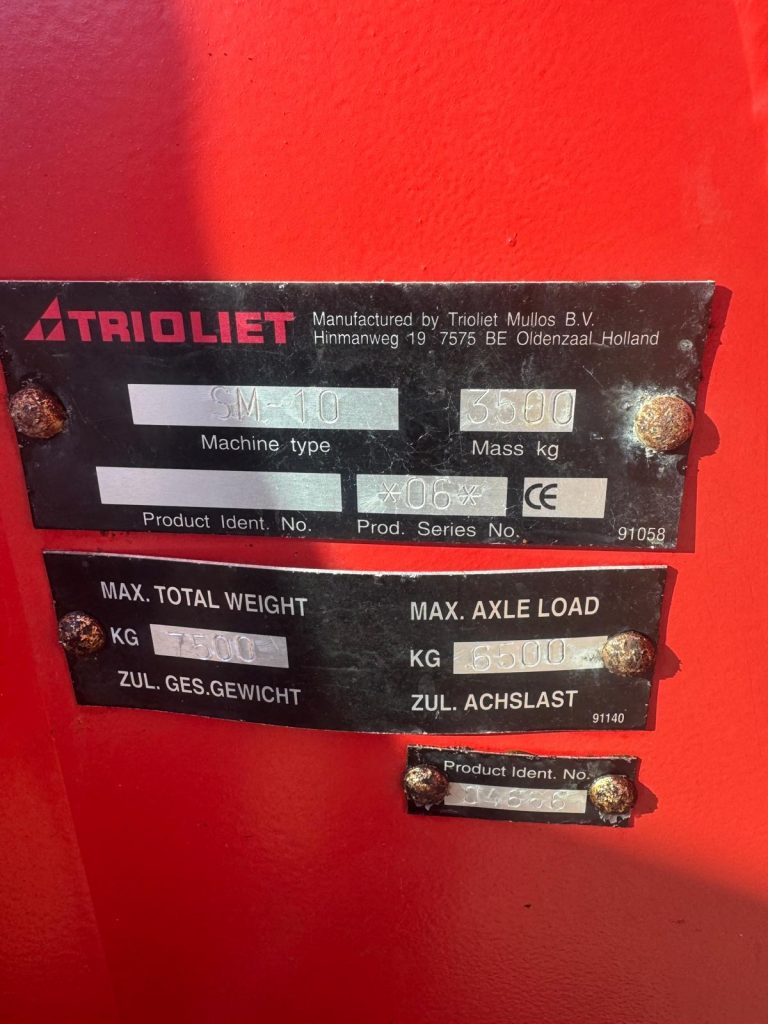 TRIOLIET
Manufactured by Trioliet Mullos B.V.
Hinmanweg 19 7575 BE Oldenzaal Holland
SM-10 3500
Machine type Mass kg
*06* CE
Product Ident. No. Prod. Series No. 91058
MAX. TOTAL WEIGHT MAX. AXLE LOAD
KG 7500 KG 6500
ZUL. GES.GEWICHT ZUL. ACHSLAST
91140
Product Ident. No.